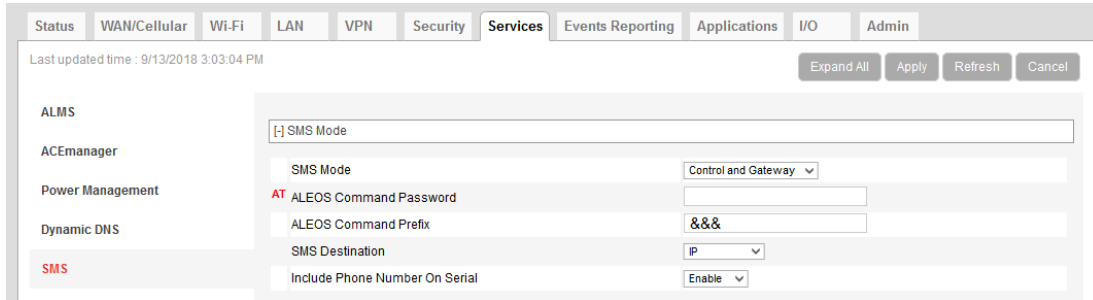 Status WAN/Cellular Wi-Fi LAN VPN Security Services Events Reporting Applications I/O Admin
Last updated time : 9/13/2018 3:03:04 PM
Expand All Apply Refresh Cancel
ALMS
[-] SMS Mode
ACEmanager
SMS Mode Control and Gateway
Power Management
AT ALEOS Command Password
ALEOS Command Prefix &&&
Dynamic DNS
SMS Destination IP
SMS
Include Phone Number On Serial Enable